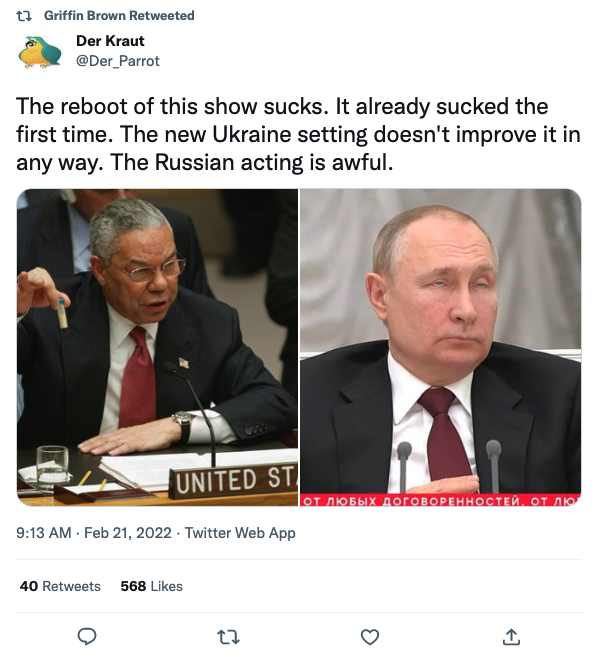 Griffin Brown Retweeted
Der Kraut
@Der_Parrot
The reboot of this show sucks. It already sucked the
first time. The new Ukraine setting doesn't improve it in
any way. The Russian acting is awful.
UNITED ST
ОТ ЛЮБЫХ ДОГОВОРЕННОСТЕЙ, ОТ ЛЮ
9:13 AM · Feb 21, 2022 · Twitter Web App
40 Retweets 568 Likes